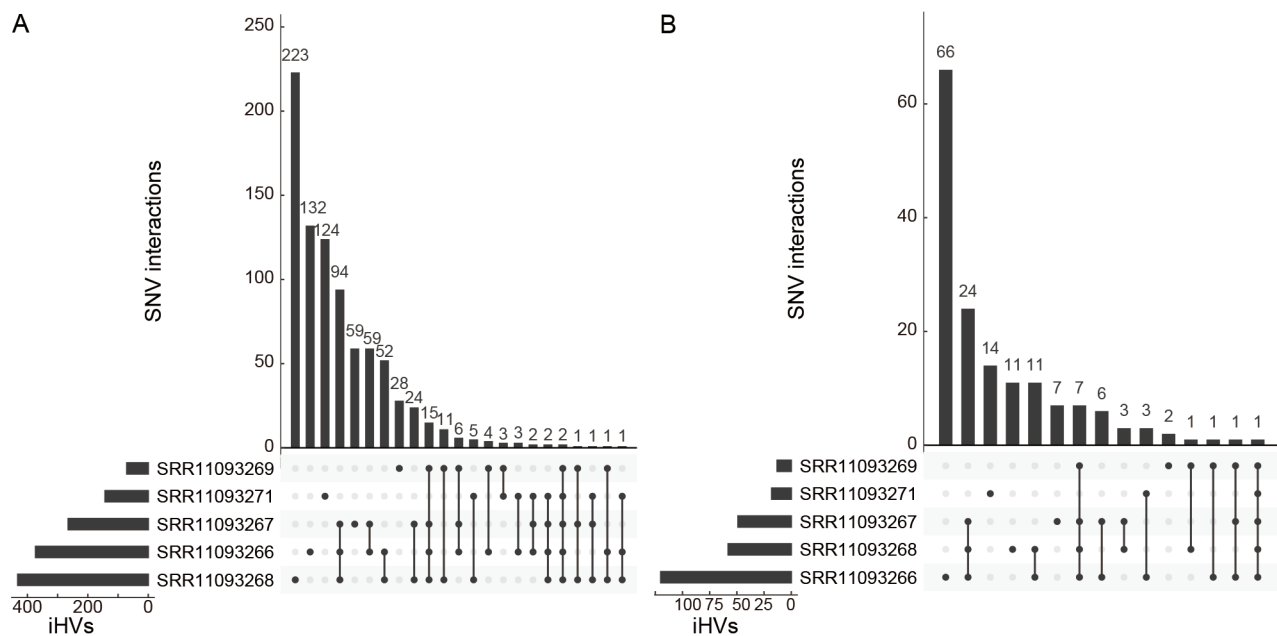 A
SNV interactions
250
200
150
100
50
0
223
132
124
94
59
59
52
28
24
15
11
6
5
4
3
3
2
2
2
1
1
1
1
SRR11093269
SRR11093271
SRR11093267
SRR11093266
SRR11093268
400 200 0
iHVs
B
SNV interactions
60
40
20
0
66
24
14
11
11
7
7
6
3
3
2
1
1
1
1
SRR11093269
SRR11093271
SRR11093267
SRR11093268
SRR11093266
100 75 50 25 0
iHVs